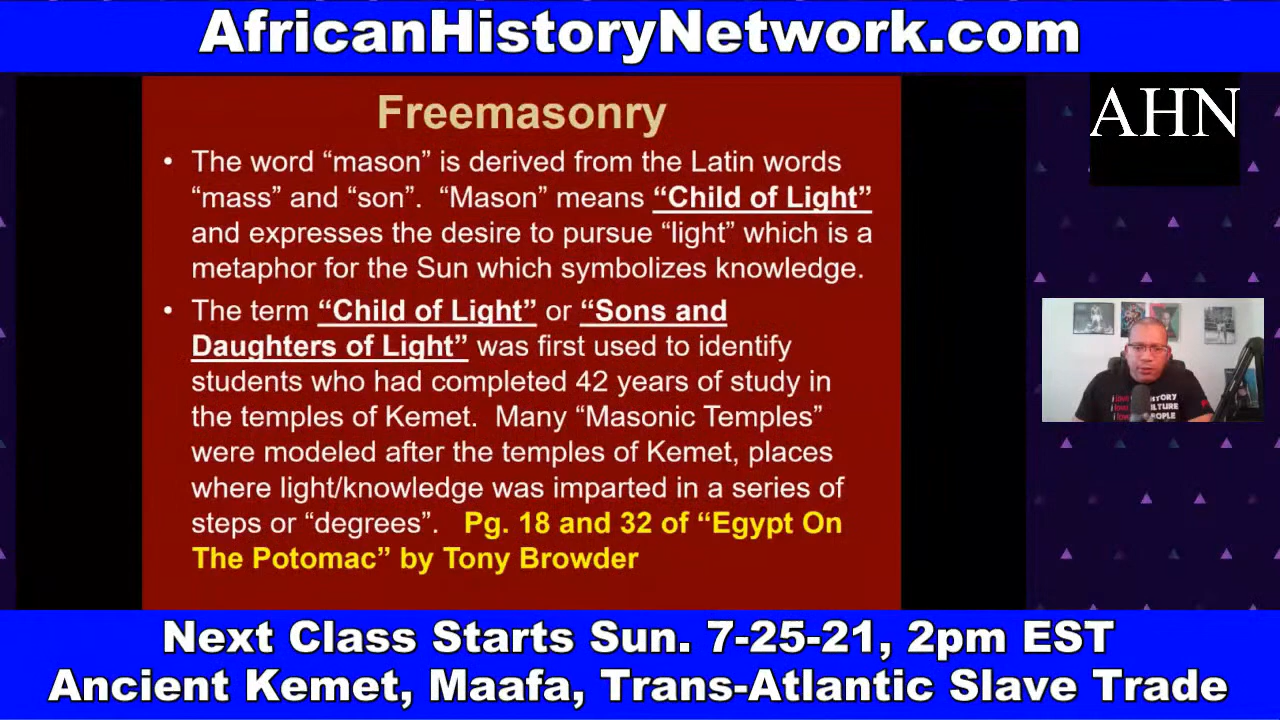 AfricanHistoryNetwork.com
AHN
Freemasonry
• The word “mason” is derived from the Latin words
“mass” and “son”. “Mason” means “Child of Light”
and expresses the desire to pursue “light” which is a
metaphor for the Sun which symbolizes knowledge.
• The term “Child of Light” or “Sons and
Daughters of Light” was first used to identify
students who had completed 42 years of study in
the temples of Kemet. Many “Masonic Temples”
were modeled after the temples of Kemet, places
where light/knowledge was imparted in a series of
steps or “degrees”. Pg. 18 and 32 of “Egypt On
The Potomac” by Tony Browder
Next Class Starts Sun. 7-25-21, 2pm EST
Ancient Kemet, Maafa, Trans-Atlantic Slave Trade